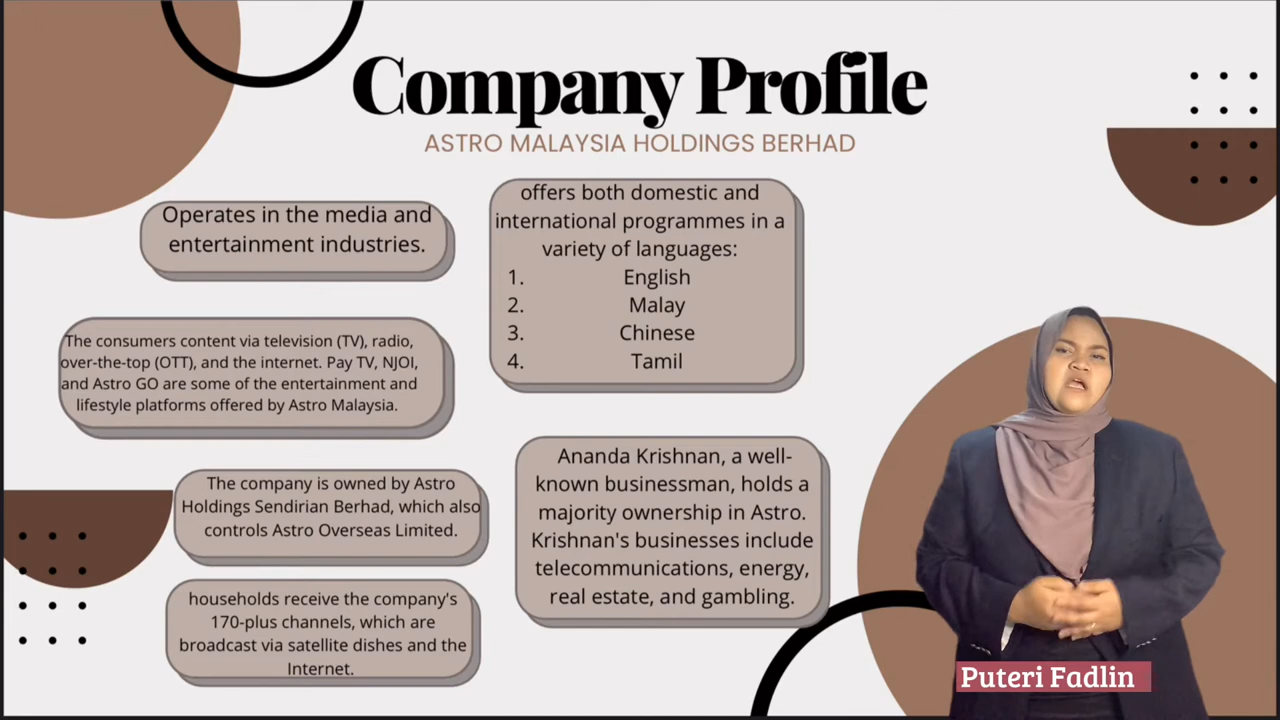 Company Profile
ASTRO MALAYSIA HOLDINGS BERHAD
Operates in the media and
entertainment industries.
The consumers content via television (TV), radio,
over-the-top (OTT), and the internet. Pay TV, NJOI,
and Astro GO are some of the entertainment and
lifestyle platforms offered by Astro Malaysia.
The company is owned by Astro
Holdings Sendirian Berhad, which also
controls Astro Overseas Limited.
households receive the company's
170-plus channels, which are
broadcast via satellite dishes and the
Internet.
offers both domestic and
international programmes in a
variety of languages:
1. English
2. Malay
3. Chinese
4. Tamil
Ananda Krishnan, a well-
known businessman, holds a
majority ownership in Astro.
Krishnan's businesses include
telecommunications, energy,
real estate, and gambling.
Puteri Fadlin